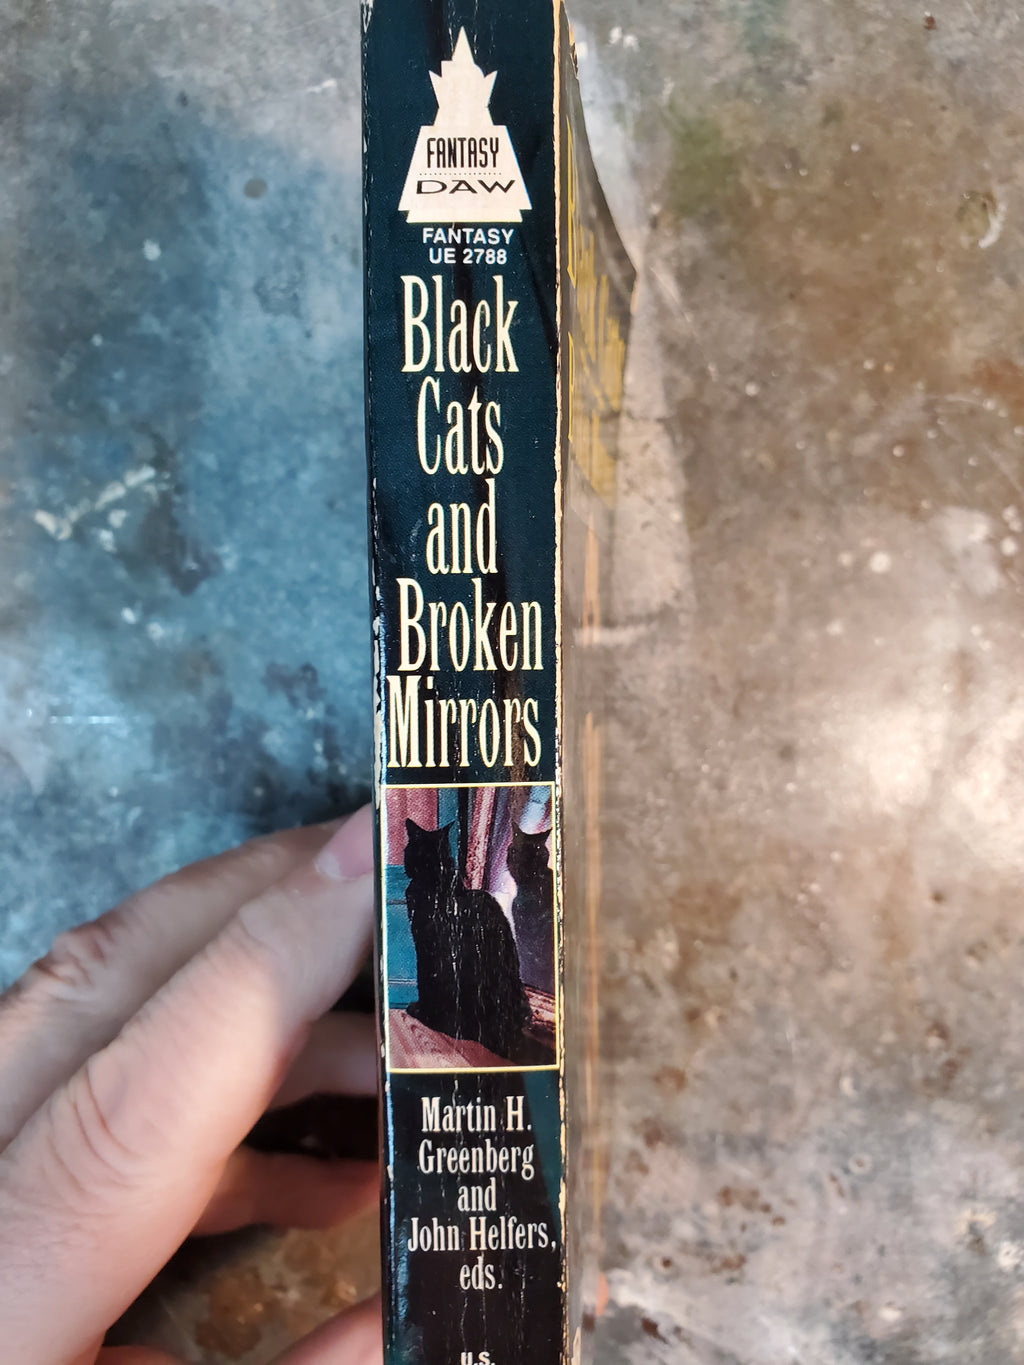 FANTASY
DAW
FANTASY
UE 2788
Black
Cats
and
Broken
Mirrors
Martin H.
Greenberg
and
John Helfers,
eds.
U.S.